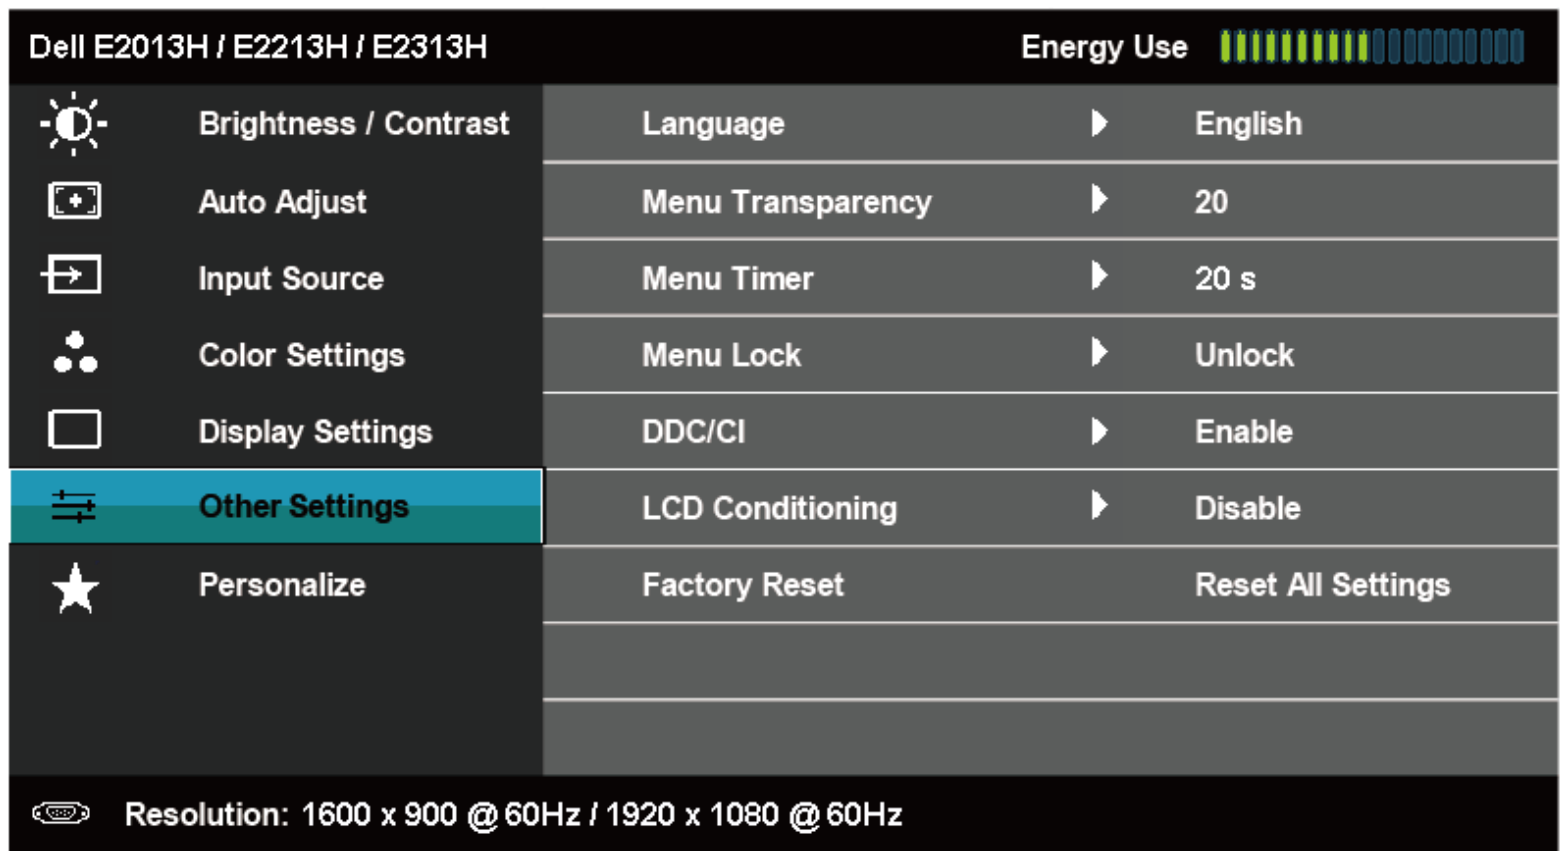 Dell E2013H / E2213H / E2313H Energy Use
Brightness / Contrast Language English
Auto Adjust Menu Transparency 20
Input Source Menu Timer 20 s
Color Settings Menu Lock Unlock
Display Settings DDC/CI Enable
Other Settings LCD Conditioning Disable
Personalize Factory Reset Reset All Settings
Resolution: 1600 x 900 @ 60Hz / 1920 x 1080 @ 60Hz